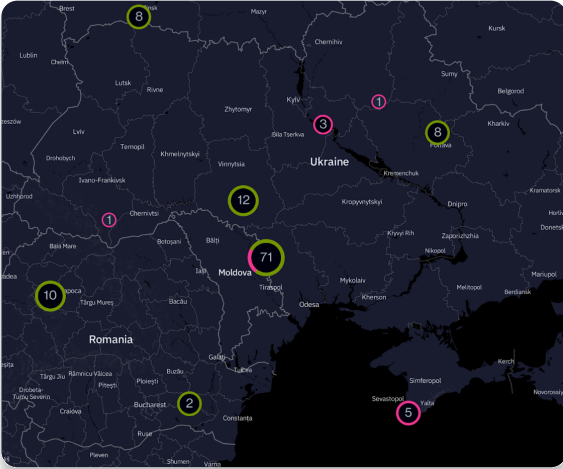 Brest
8
Mazyr
Kursk
Chernihiv
Lublin
Chełm
Sumy
Lutsk
Rivne
Kyiv
1
Belgorod
Zhytomyr
3
Lviv
Bila Tserkva
8
Kharkiv
Ternopil
Poltava
Drohobych
Khmelnytskyi
Vinnytsia
Ukraine
Kremenchuk
Ivano-Frankivsk
Uzhhorod
Kramatorsk
12
Kropyvnytskyi
Dnipro
1
Chernivtsi
Kryvyi Rih
Zaporizhzhia
Baia Mare
Botoșani
Bălți
Nikopol
71
Iași
Moldova
Mariupol
Mykolaiv
Melitopol
Tiraspol
Berdiansk
10
Târgu Mureș
Bacău
Kherson
Odesa
Romania
Galați
Kerch
Tulcea
Buzău
Târgu Jiu
Râmnicu Vâlcea
Ploiești
Simferopol
Pitești
Drobeta-
Turnu Severin
Bucharest
2
Sevastopol
Yalta
Craiova
5
Constanța
Ruse
Pleven
Shumen
Varna